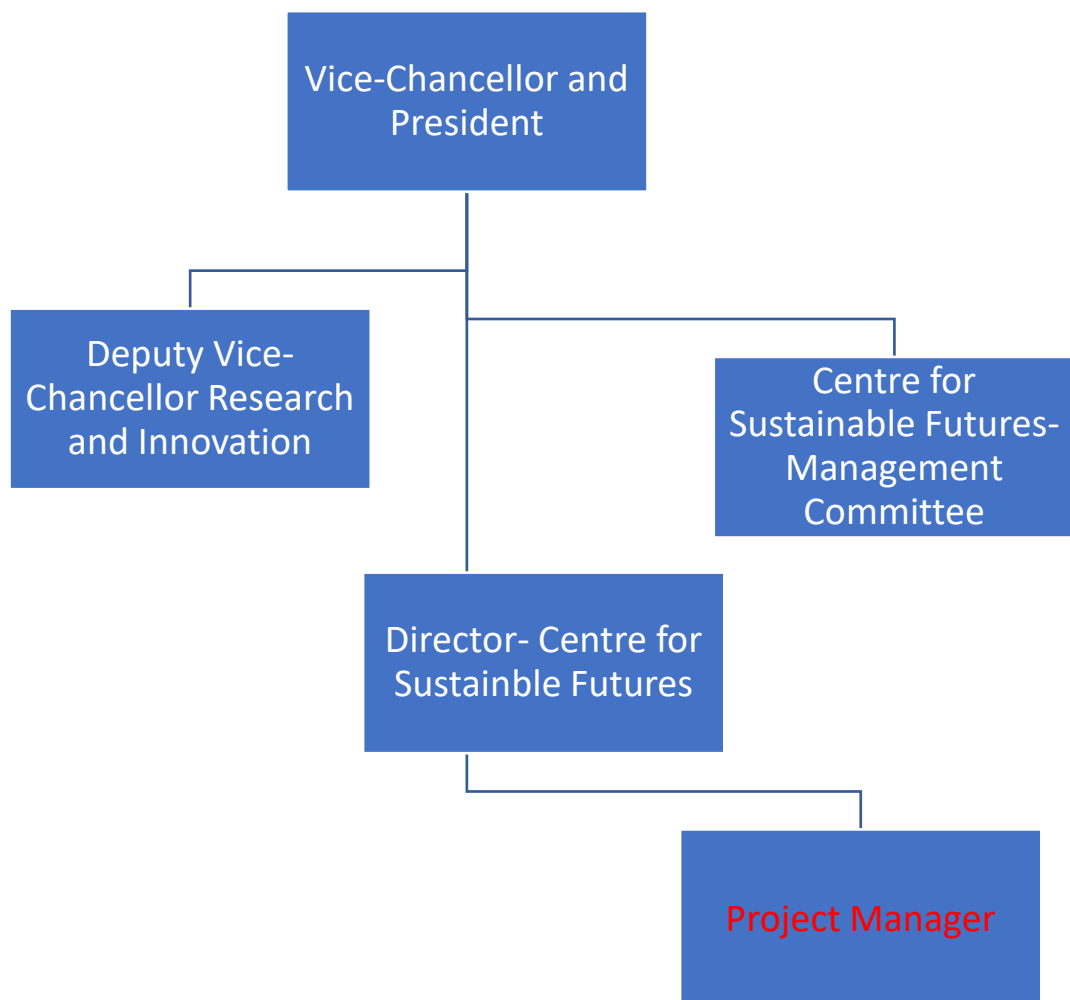 Vice-Chancellor and
President
Deputy Vice-
Chancellor Research
and Innovation
Centre for
Sustainable Futures-
Management
Committee
Director- Centre for
Sustainble Futures
Project Manager